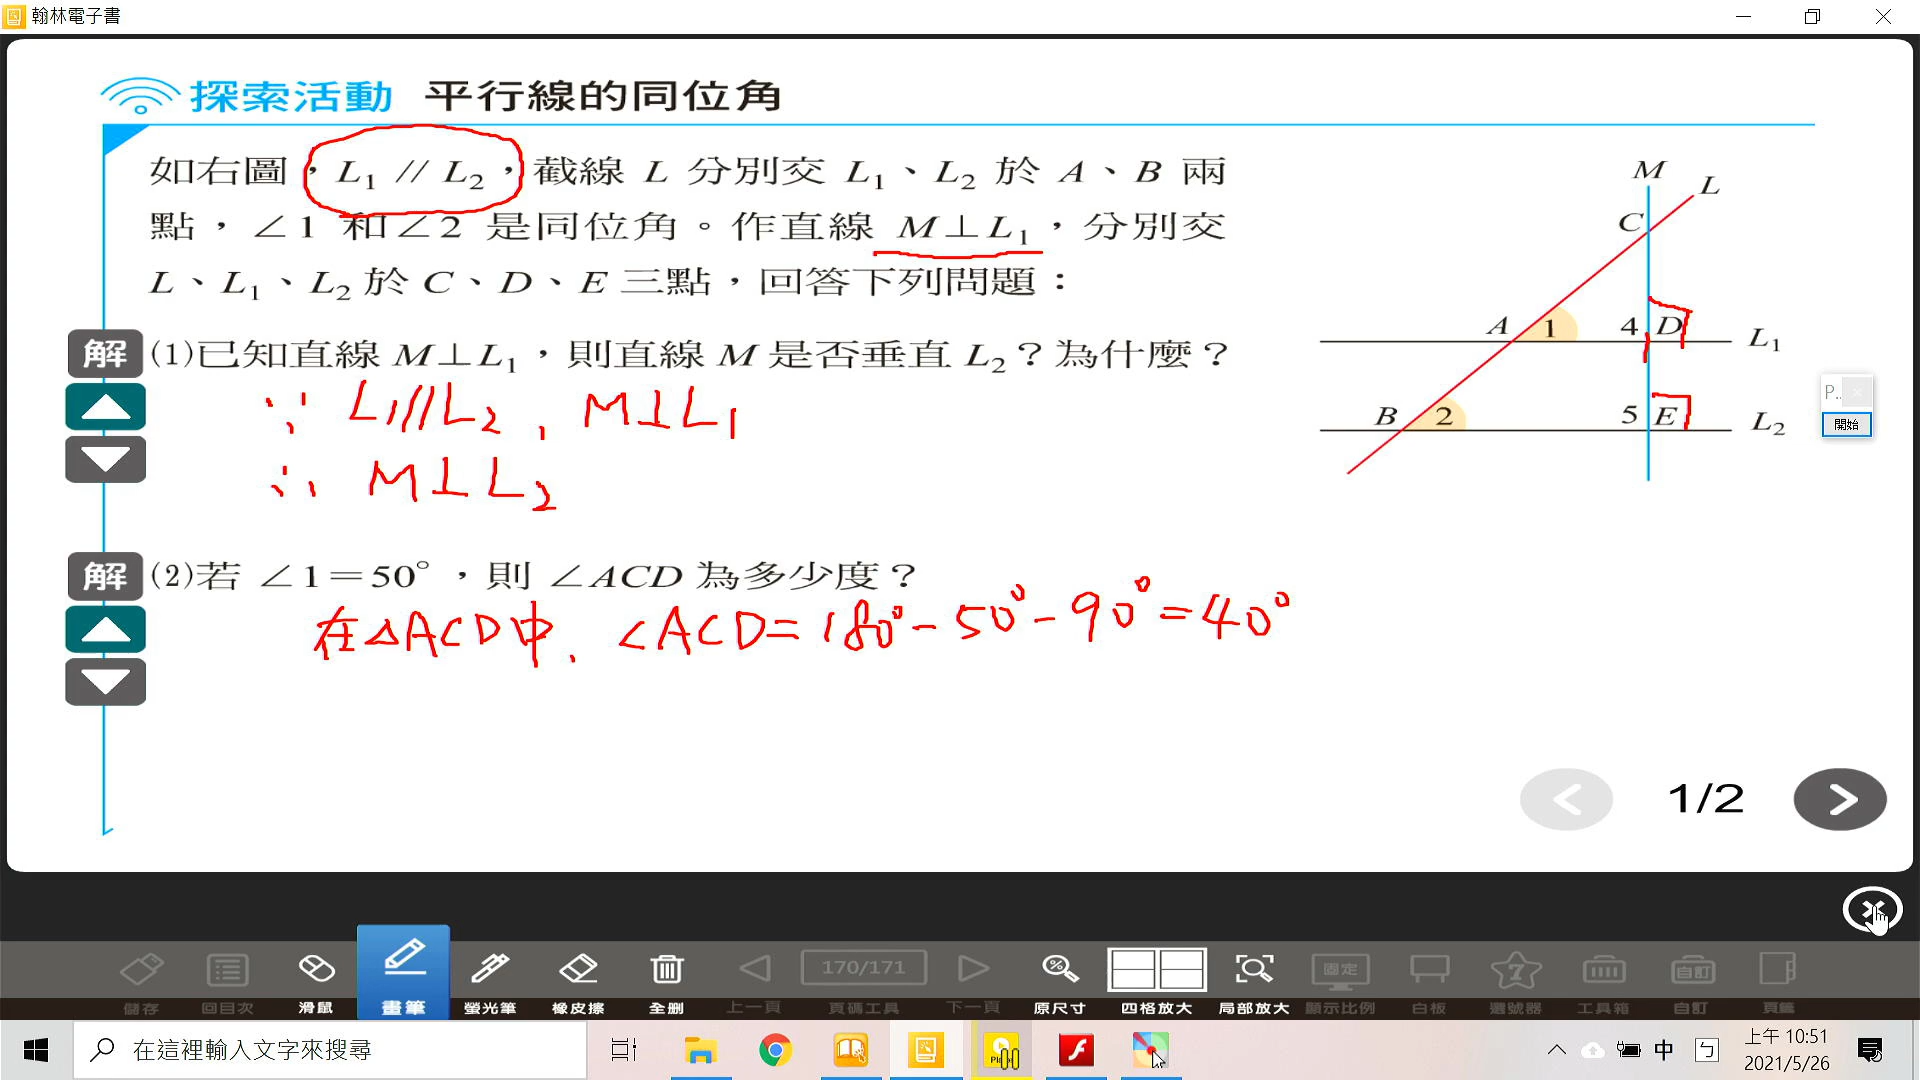 翰林電子書
探索活動 平行線的同位角
如右圖，L₁ // L₂，截線 L 分別交 L₁、L₂ 於 A、B 兩
點，∠1 和∠2 是同位角。作直線 M⊥L₁，分別交
L、L₁、L₂ 於 C、D、E 三點，回答下列問題：
解 (1)已知直線 M⊥L₁，則直線 M 是否垂直 L₂？為什麼？
∵ L₁//L₂, M⊥L₁
∴ M⊥L₂
解 (2)若 ∠1＝50°，則 ∠ACD 為多少度？
在△ACD中, ∠ACD=180°-50°-90°=40°
M
L
C
A 1 4 D L₁
B 2 5 E L₂
P..
開始
1/2
170/171
固定 7 自訂
儲存 回目次 滑鼠 畫筆 螢光筆 橡皮擦 全刪 上一頁 頁碼工具 下一頁 原尺寸 四格放大 局部放大 顯示比例 白板 選號器 工具箱 自訂 頁籤
在這裡輸入文字來搜尋
中 ㄅ
上午 10:51
2021/5/26